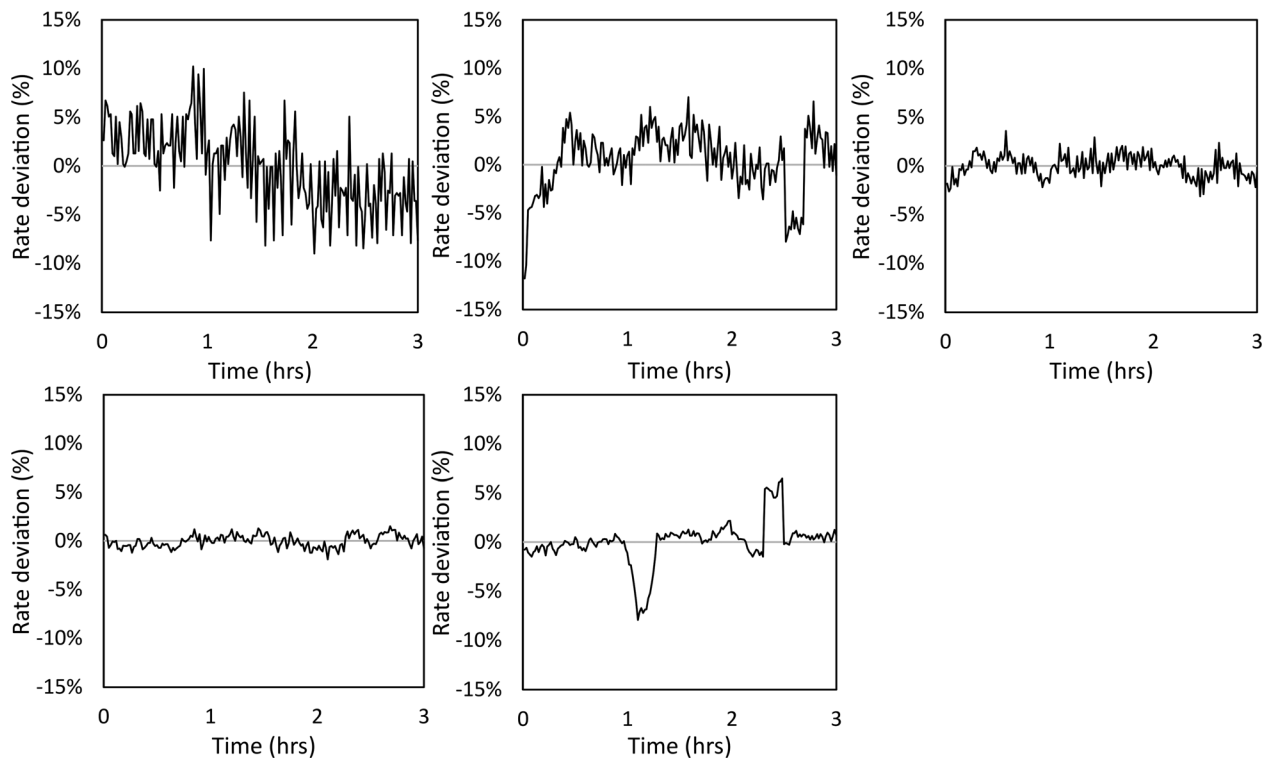 15%
10%
5%
0%
-5%
-10%
-15%
Rate deviation (%)
0 1 2 3
Time (hrs)
15%
10%
5%
0%
-5%
-10%
-15%
Rate deviation (%)
0 1 2 3
Time (hrs)
15%
10%
5%
0%
-5%
-10%
-15%
Rate deviation (%)
0 1 2 3
Time (hrs)
15%
10%
5%
0%
-5%
-10%
-15%
Rate deviation (%)
0 1 2 3
Time (hrs)
15%
10%
5%
0%
-5%
-10%
-15%
Rate deviation (%)
0 1 2 3
Time (hrs)